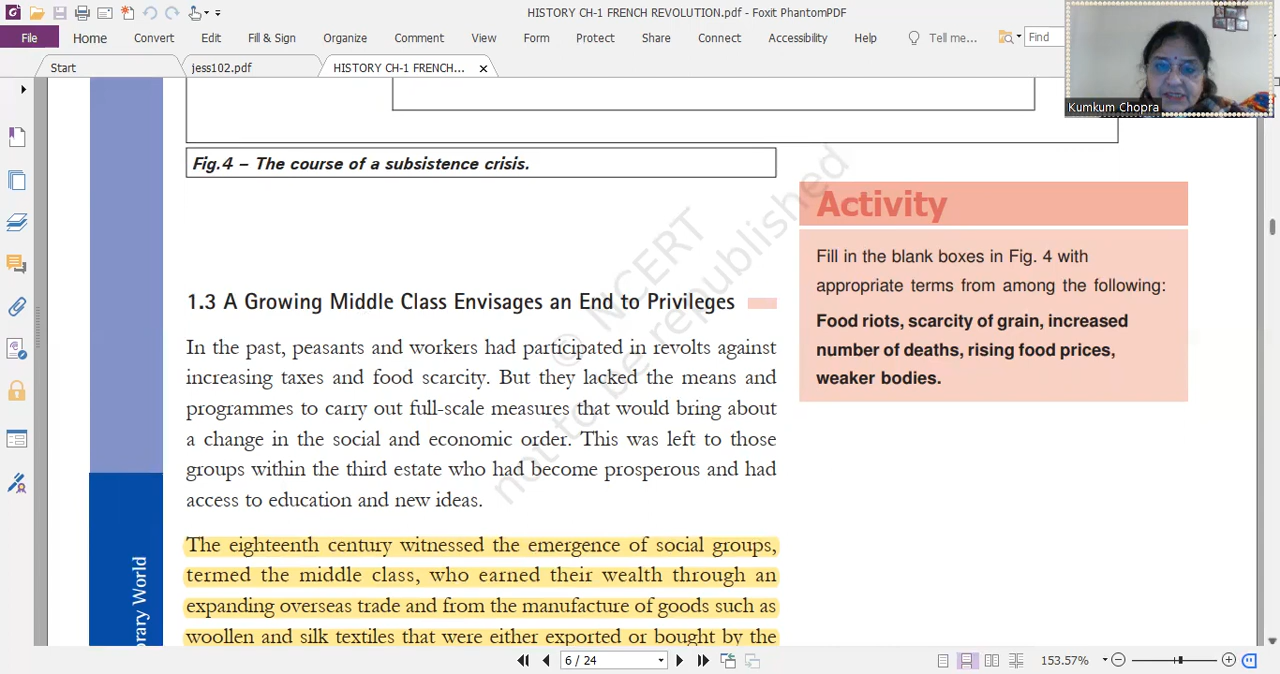 HISTORY CH-1 FRENCH REVOLUTION.pdf - Foxit PhantomPDF
File Home Convert Edit Fill & Sign Organize Comment View Form Protect Share Connect Accessibility Help Tell me... Find
Start jess102.pdf HISTORY CH-1 FRENCH...
Kumkum Chopra
Fig.4 – The course of a subsistence crisis.
1.3 A Growing Middle Class Envisages an End to Privileges
In the past, peasants and workers had participated in revolts against
increasing taxes and food scarcity. But they lacked the means and
programmes to carry out full-scale measures that would bring about
a change in the social and economic order. This was left to those
groups within the third estate who had become prosperous and had
access to education and new ideas.
The eighteenth century witnessed the emergence of social groups,
termed the middle class, who earned their wealth through an
expanding overseas trade and from the manufacture of goods such as
woollen and silk textiles that were either exported or bought by the
Activity
Fill in the blank boxes in Fig. 4 with
appropriate terms from among the following:
Food riots, scarcity of grain, increased
number of deaths, rising food prices,
weaker bodies.
© NCERT
not to be republished
World
6 / 24
153.57%